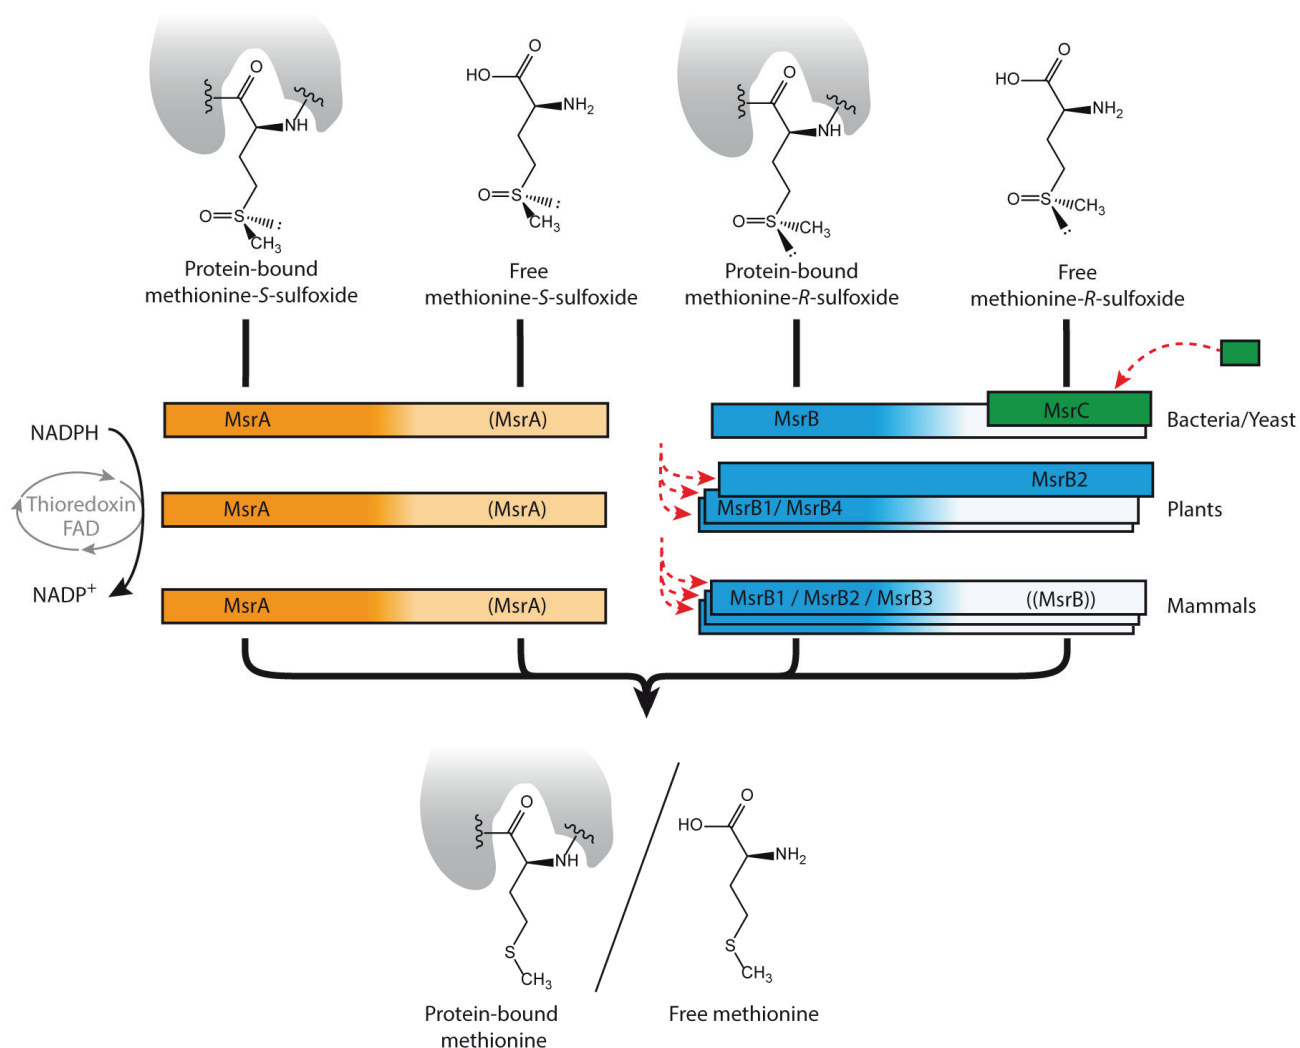 O
HO
O
NH2
NH
O=S
CH3
:
Protein-bound
methionine-S-sulfoxide
O=S
CH3
:
Free
methionine-S-sulfoxide
O
NH
O=S
CH3
:
Protein-bound
methionine-R-sulfoxide
HO
O
NH2
O=S
CH3
:
Free
methionine-R-sulfoxide
MsrA
(MsrA)
MsrB
MsrC
Bacteria/Yeast
NADPH
Thioredoxin
FAD
NADP+
MsrA
(MsrA)
MsrB2
MsrB1/ MsrB4
Plants
MsrA
(MsrA)
MsrB1 / MsrB2 / MsrB3
((MsrB))
Mammals
O
NH
S
CH3
Protein-bound
methionine
O
HO
NH2
S
CH3
Free methionine